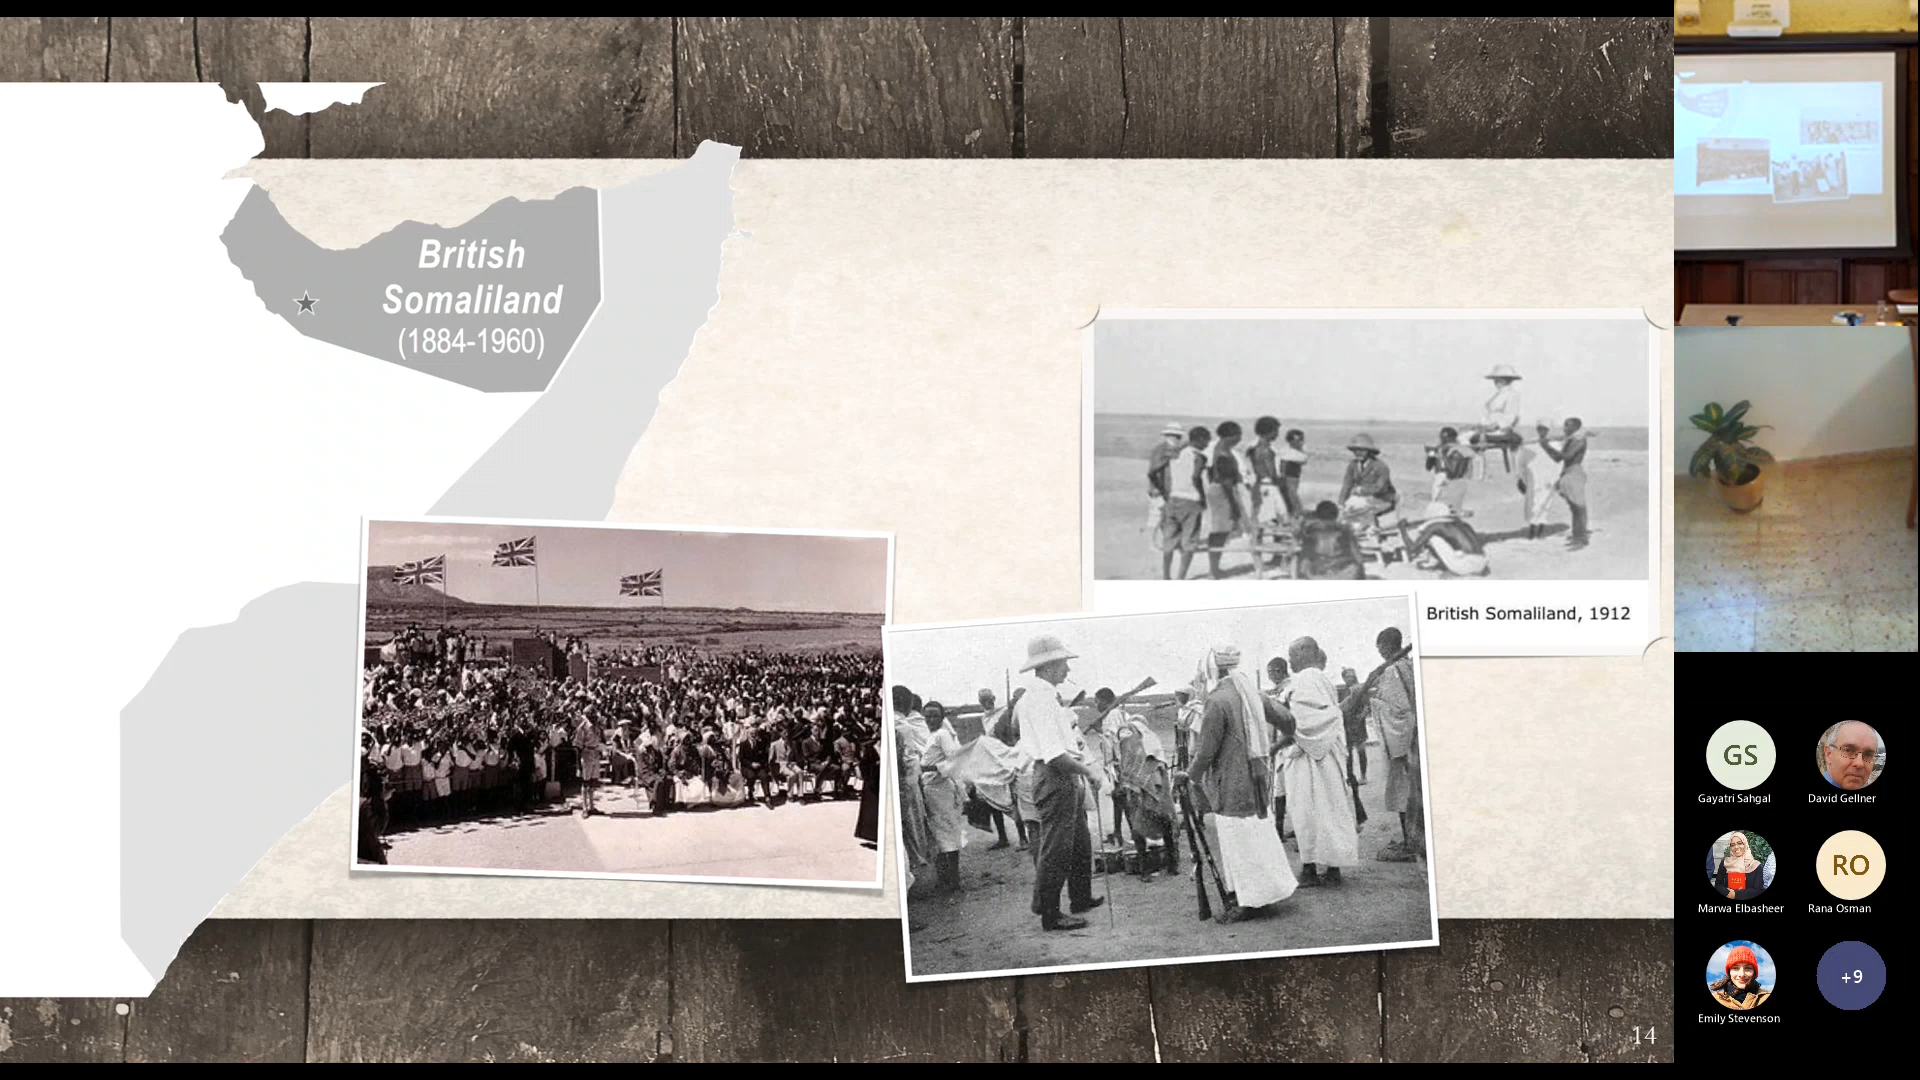 British
Somaliland
(1884-1960)
British Somaliland, 1912
14
GS
Gayatri Sahgal
David Gellner
Marwa Elbasheer
RO
Rana Osman
Emily Stevenson
+9